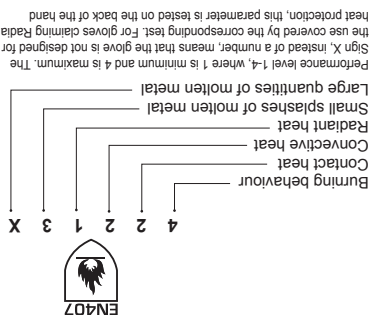 EN407
4 2 2 1 3 X
Burning behaviour
Contact heat
Convective heat
Radiant heat
Small splashes of molten metal
Large quantities of molten metal
Performance level 1-4, where 1 is minimum and 4 is maximum. The
Sign X, instead of a number, means that the glove is not designed for
the use covered by the corresponding test. For gloves claiming Radia
heat protection, this parameter is tested on the back of the hand